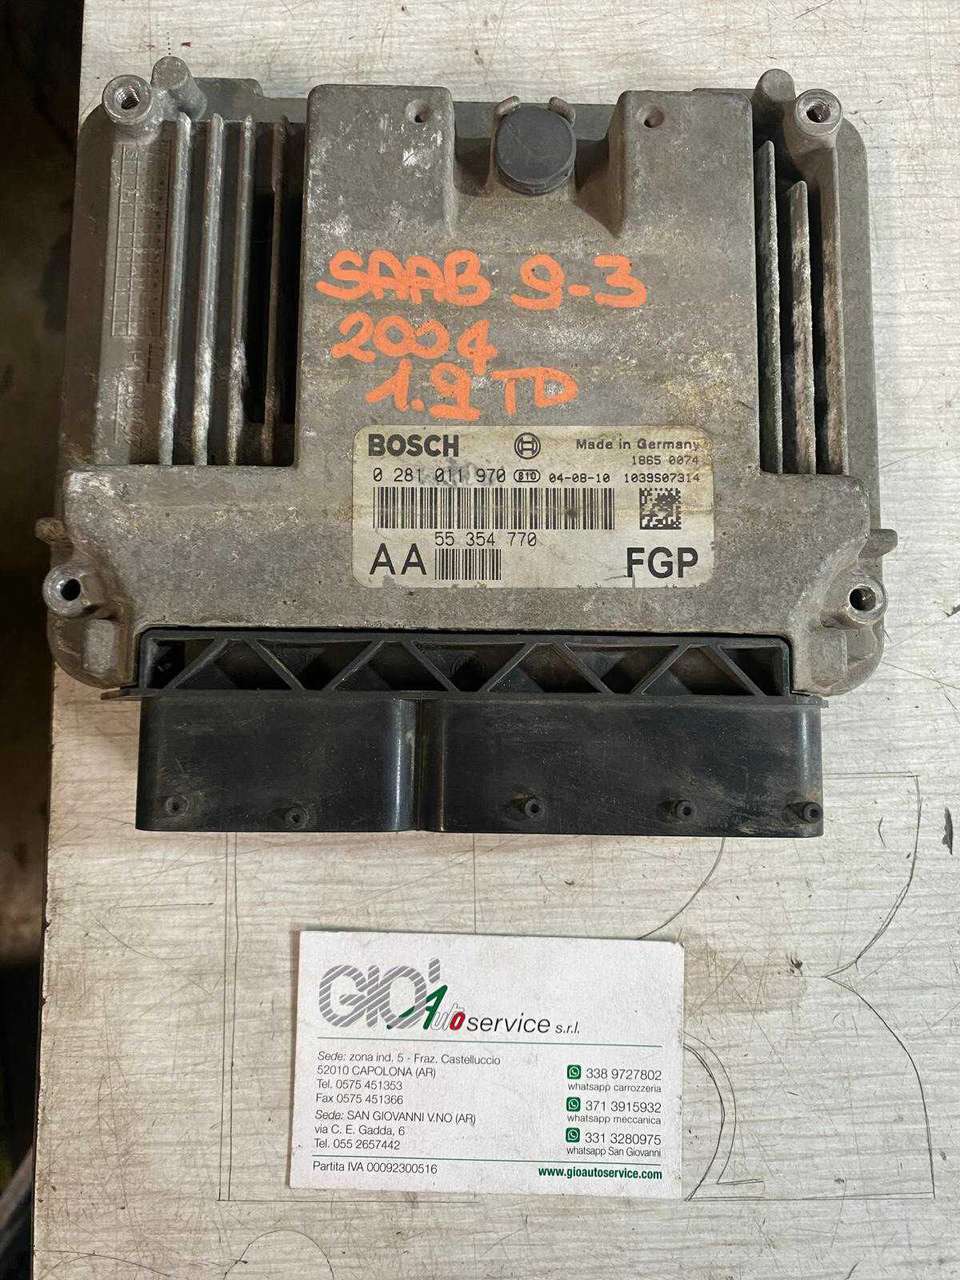 SAAB 9-3
2004
1.9 TD
BOSCH Made in Germany
1865 0074
0 281 011 970 B10 04-08-10 1039S07314
55 354 770
AA FGP
GIO' Autoservice s.r.l.
Sede: zona ind. 5 - Fraz. Castelluccio
52010 CAPOLONA (AR)
Tel. 0575 451353
Fax 0575 451366
Sede: SAN GIOVANNI V.NO (AR)
via C. E. Gadda, 6
Tel. 055 2657442
338 9727802
whatsapp carrozzeria
371 3915932
whatsapp meccanica
331 3280975
whatsapp San Giovanni
Partita IVA 00092300516
www.gioautoservice.com